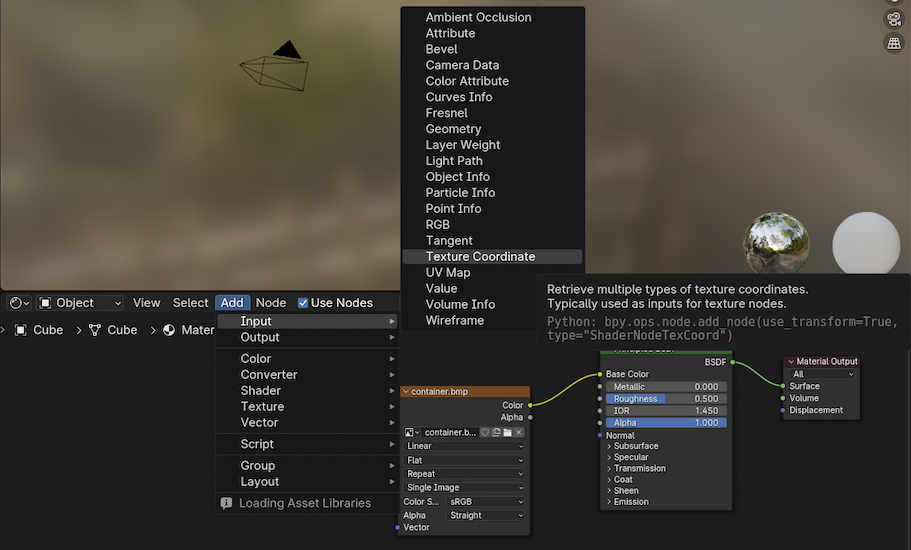 Ambient Occlusion
Attribute
Bevel
Camera Data
Color Attribute
Curves Info
Fresnel
Geometry
Layer Weight
Light Path
Object Info
Particle Info
Point Info
RGB
Tangent
Texture Coordinate
UV Map
Value
Volume Info
Wireframe
Retrieve multiple types of texture coordinates.
Typically used as inputs for texture nodes.
Python: bpy.ops.node.add_node(use_transform=True,
type="ShaderNodeTexCoord")
Object View Select Add Node Use Nodes
Cube Cube Mater
Input
Output
Color
Converter
Shader
Texture
Vector
Script
Group
Layout
Loading Asset Libraries
container.bmp
Color
Alpha
container.b...
Linear
Flat
Repeat
Single Image
Color S... sRGB
Alpha Straight
Vector
BSDF
Base Color
Metallic 0.000
Roughness 0.500
IOR 1.450
Alpha 1.000
Normal
Subsurface
Specular
Transmission
Coat
Sheen
Emission
Material Output
All
Surface
Volume
Displacement